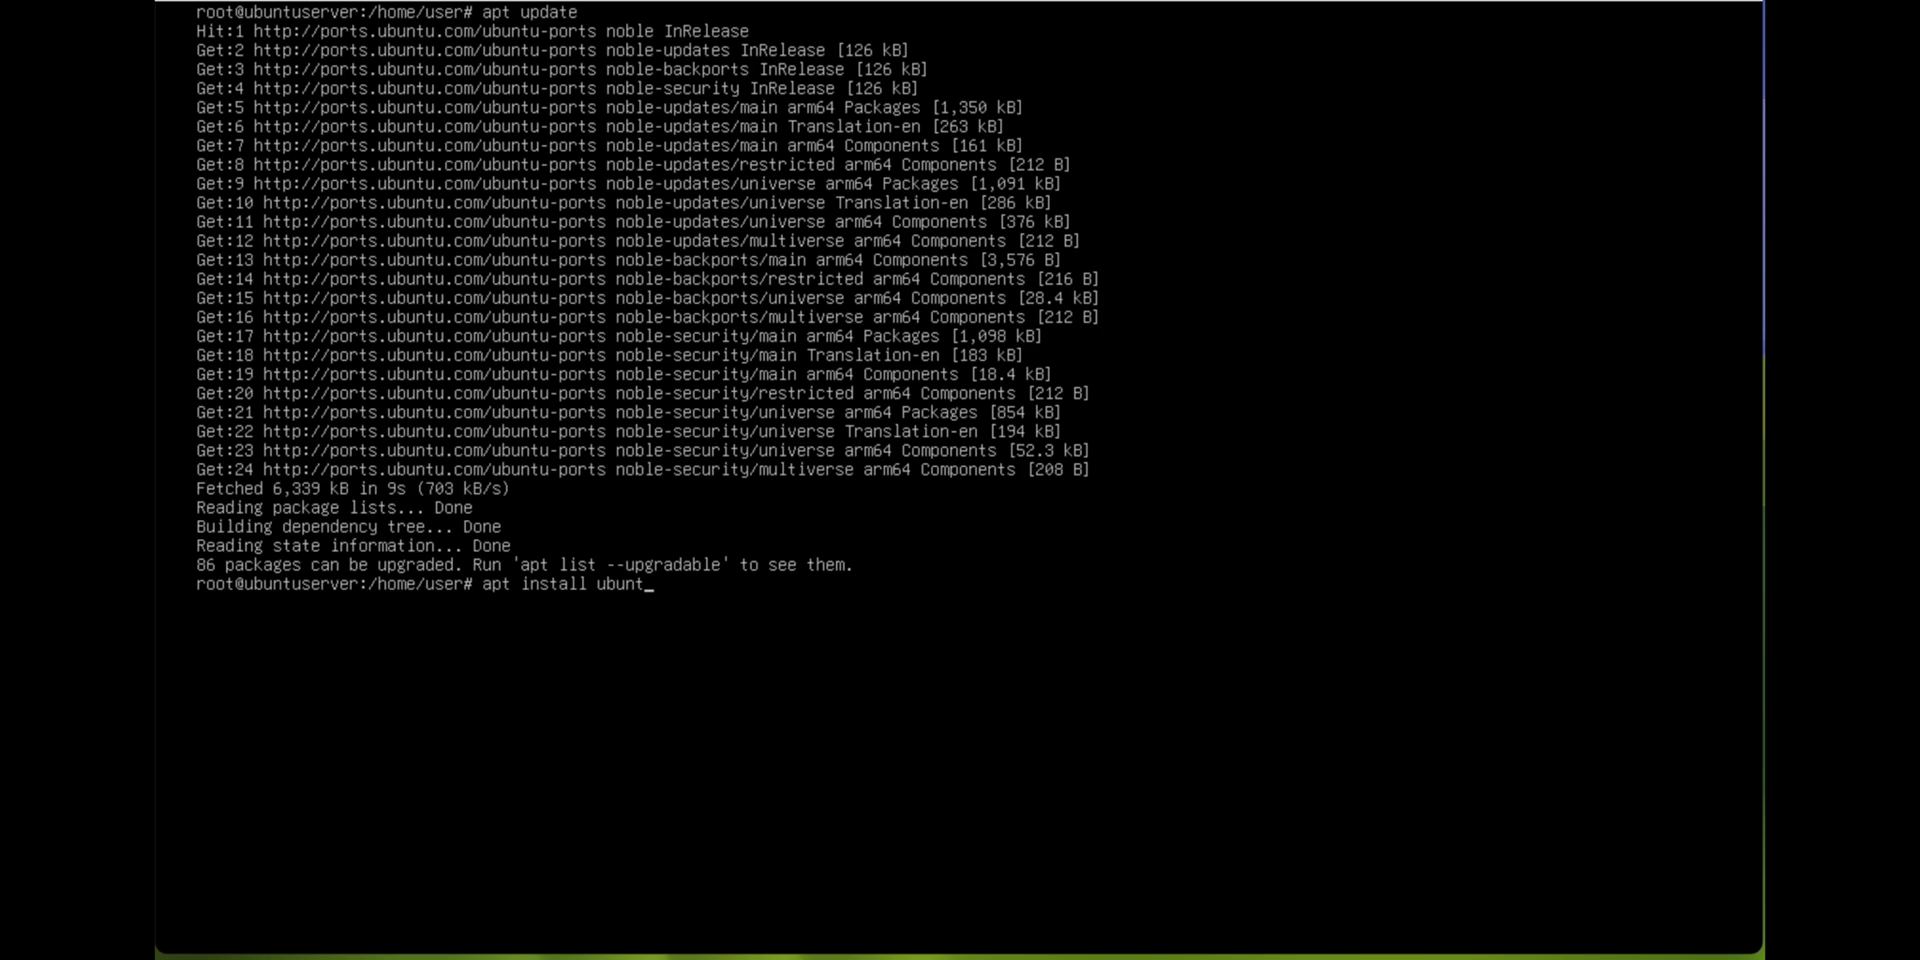 root@ubuntuserver:/home/user# apt update
Hit:1 http://ports.ubuntu.com/ubuntu-ports noble InRelease
Get:2 http://ports.ubuntu.com/ubuntu-ports noble-updates InRelease [126 kB]
Get:3 http://ports.ubuntu.com/ubuntu-ports noble-backports InRelease [126 kB]
Get:4 http://ports.ubuntu.com/ubuntu-ports noble-security InRelease [126 kB]
Get:5 http://ports.ubuntu.com/ubuntu-ports noble-updates/main arm64 Packages [1,350 kB]
Get:6 http://ports.ubuntu.com/ubuntu-ports noble-updates/main Translation-en [263 kB]
Get:7 http://ports.ubuntu.com/ubuntu-ports noble-updates/main arm64 Components [161 kB]
Get:8 http://ports.ubuntu.com/ubuntu-ports noble-updates/restricted arm64 Components [212 B]
Get:9 http://ports.ubuntu.com/ubuntu-ports noble-updates/universe arm64 Packages [1,091 kB]
Get:10 http://ports.ubuntu.com/ubuntu-ports noble-updates/universe Translation-en [286 kB]
Get:11 http://ports.ubuntu.com/ubuntu-ports noble-updates/universe arm64 Components [376 kB]
Get:12 http://ports.ubuntu.com/ubuntu-ports noble-updates/multiverse arm64 Components [212 B]
Get:13 http://ports.ubuntu.com/ubuntu-ports noble-backports/main arm64 Components [3,576 B]
Get:14 http://ports.ubuntu.com/ubuntu-ports noble-backports/restricted arm64 Components [216 B]
Get:15 http://ports.ubuntu.com/ubuntu-ports noble-backports/universe arm64 Components [28.4 kB]
Get:16 http://ports.ubuntu.com/ubuntu-ports noble-backports/multiverse arm64 Components [212 B]
Get:17 http://ports.ubuntu.com/ubuntu-ports noble-security/main arm64 Packages [1,098 kB]
Get:18 http://ports.ubuntu.com/ubuntu-ports noble-security/main Translation-en [183 kB]
Get:19 http://ports.ubuntu.com/ubuntu-ports noble-security/main arm64 Components [18.4 kB]
Get:20 http://ports.ubuntu.com/ubuntu-ports noble-security/restricted arm64 Components [212 B]
Get:21 http://ports.ubuntu.com/ubuntu-ports noble-security/universe arm64 Packages [854 kB]
Get:22 http://ports.ubuntu.com/ubuntu-ports noble-security/universe Translation-en [194 kB]
Get:23 http://ports.ubuntu.com/ubuntu-ports noble-security/universe arm64 Components [52.3 kB]
Get:24 http://ports.ubuntu.com/ubuntu-ports noble-security/multiverse arm64 Components [208 B]
Fetched 6,339 kB in 9s (703 kB/s)
Reading package lists... Done
Building dependency tree... Done
Reading state information... Done
86 packages can be upgraded. Run 'apt list --upgradable' to see them.
root@ubuntuserver:/home/user# apt install ubunt_